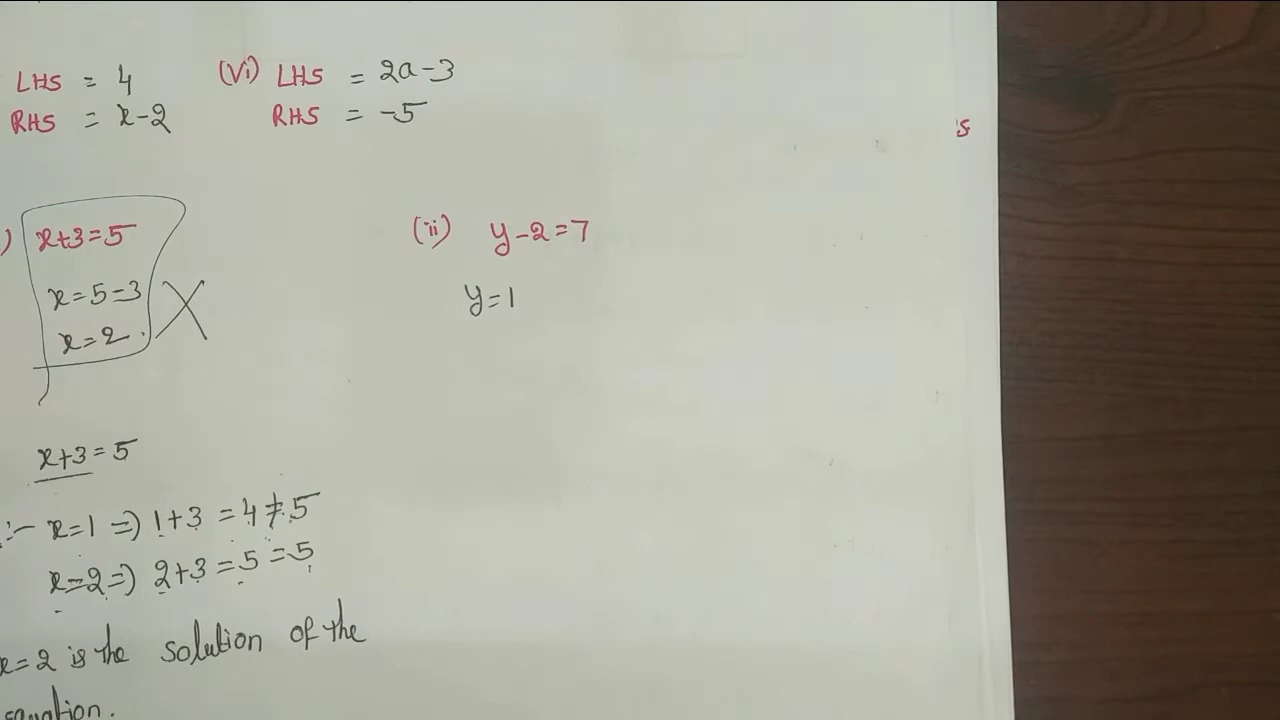 LHS = 4
RHS = x-2
(vi) LHS = 2a-3
RHS = -5
s
) x+3=5
x=5-3
x=2.
(ii) y-2=7
y=1
x+3=5
:- x=1 => 1+3 = 4 ≠ 5
x=2 => 2+3 = 5 = 5
x=2 is the solution of the
equation.